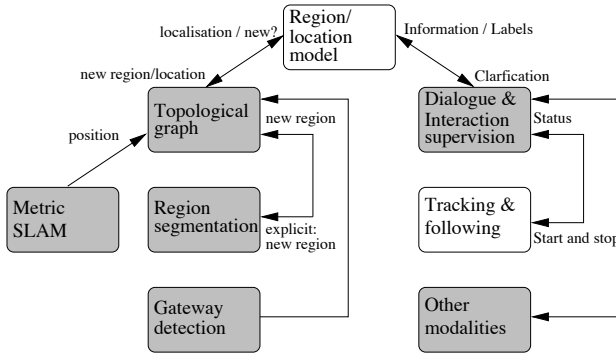 Region/
location
model
localisation / new?
Information / Labels
new region/location
Clarfication
Topological
graph
new region
Dialogue &
Interaction
supervision
Status
position
Metric
SLAM
Region
segmentation
explicit:
new region
Tracking &
following
Start and stop
Gateway
detection
Other
modalities